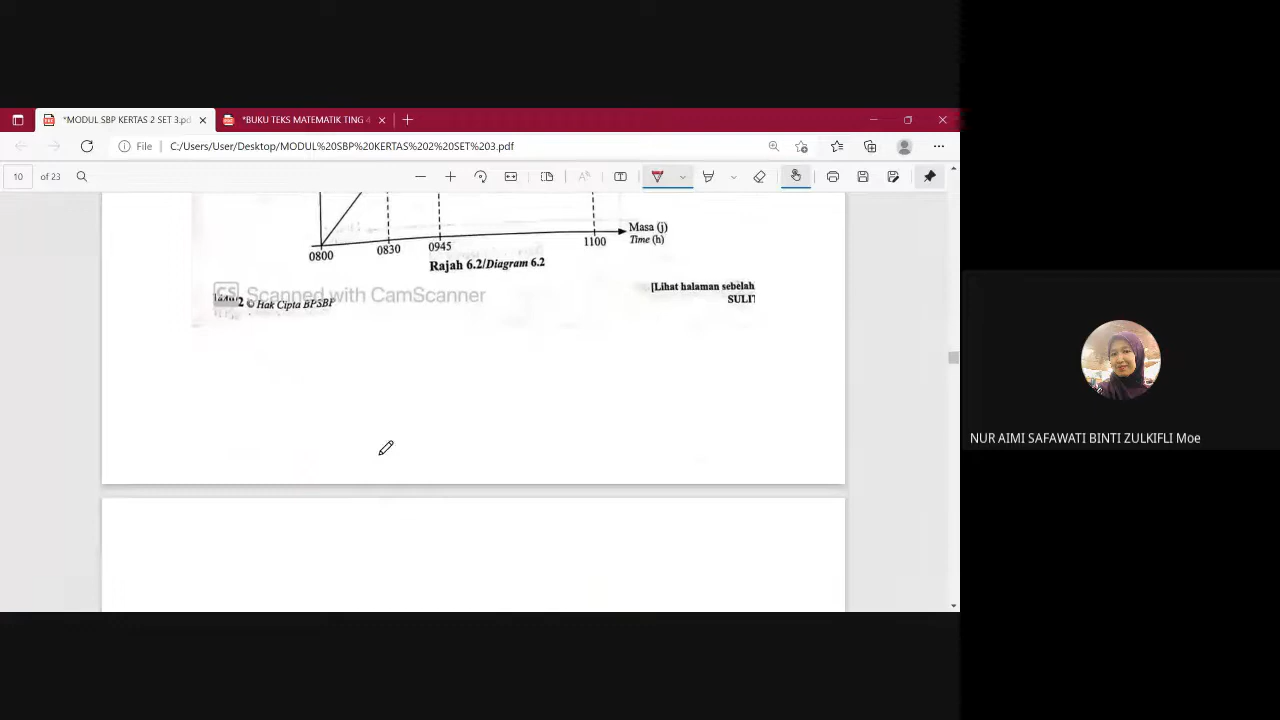 *MODUL SBP KERTAS 2 SET 3.pd
*BUKU TEKS MATEMATIK TING 4
File
C:/Users/User/Desktop/MODUL%20SBP%20KERTAS%202%20SET%203.pdf
10 of 23
Masa (j)
Time (h)
0800 0830 0945 1100
Rajah 6.2/Diagram 6.2
[Lihat halaman sebelah
SULIT
CS Scanned with CamScanner
/2 © Hak Cipta BPSBP
NUR AIMI SAFAWATI BINTI ZULKIFLI Moe